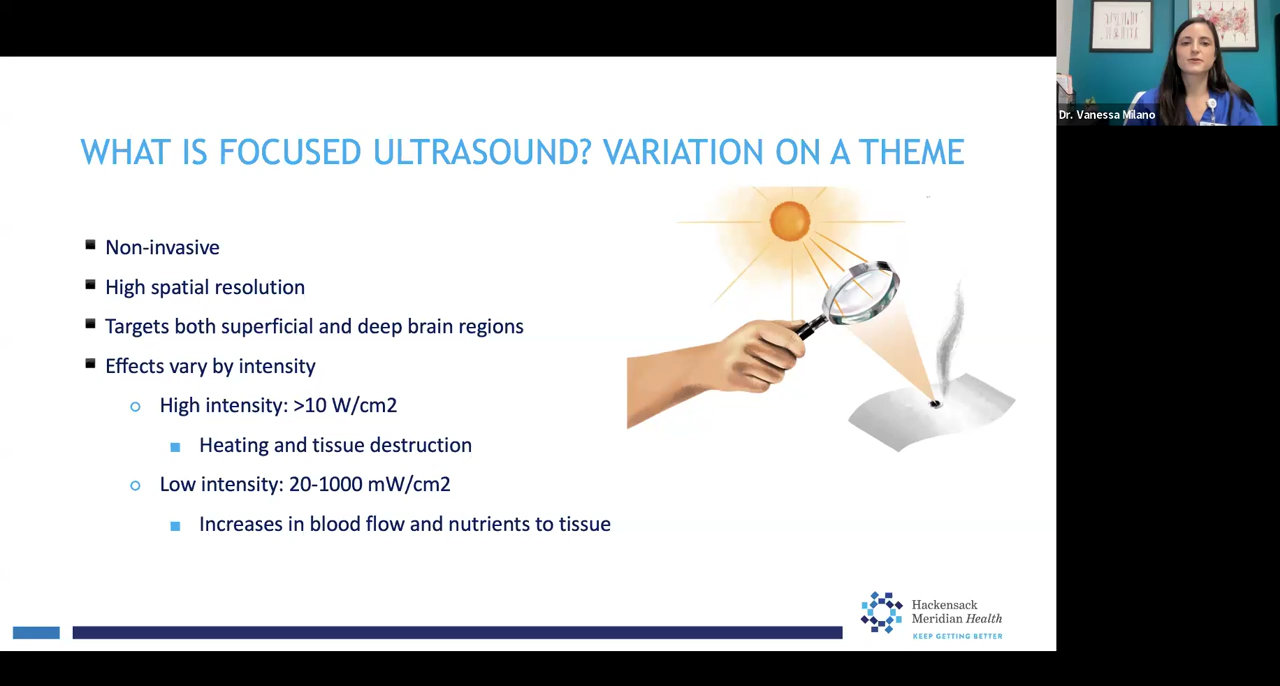 Dr. Vanessa Milano
WHAT IS FOCUSED ULTRASOUND? VARIATION ON A THEME
Non-invasive
High spatial resolution
Targets both superficial and deep brain regions
Effects vary by intensity
High intensity: >10 W/cm2
Heating and tissue destruction
Low intensity: 20-1000 mW/cm2
Increases in blood flow and nutrients to tissue
Hackensack
Meridian Health
KEEP GETTING BETTER